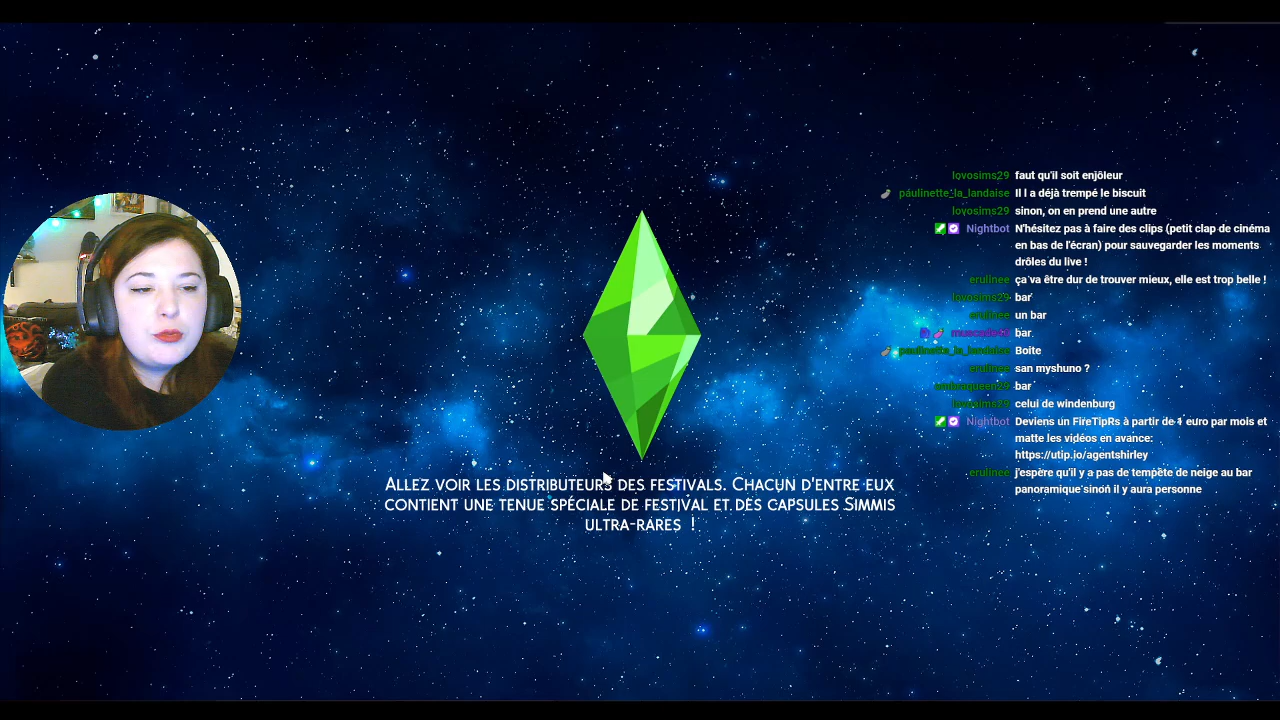 lovosims29 faut qu'il soit enjôleur
paulinette_la_landaise Il l a déjà trempé le biscuit
lovosims29 sinon, on en prend une autre
Nightbot N'hésitez pas à faire des clips (petit clap de cinéma
en bas de l'écran) pour sauvegarder les moments
drôles du live !
erulinee ça va être dur de trouver mieux, elle est trop belle !
lovosims29 bar
erulinee un bar
bar
paulinette_la_landaise Boite
erulinee san myshuno ?
bar
lovosims29 celui de windenburg
Nightbot Deviens un FireTipRs à partir de 1 euro par mois et
matte les vidéos en avance:
https://utip.io/agentshirley
erulinee j'espère qu'il y a pas de tempête de neige au bar
panoramique sinon il y aura personne
ALLEZ VOIR LES DISTRIBUTEURS DES FESTIVALS. CHACUN D'ENTRE EUX
CONTIENT UNE TENUE SPÉCIALE DE FESTIVAL ET DES CAPSULES SIMMIS
ULTRA-RARES !